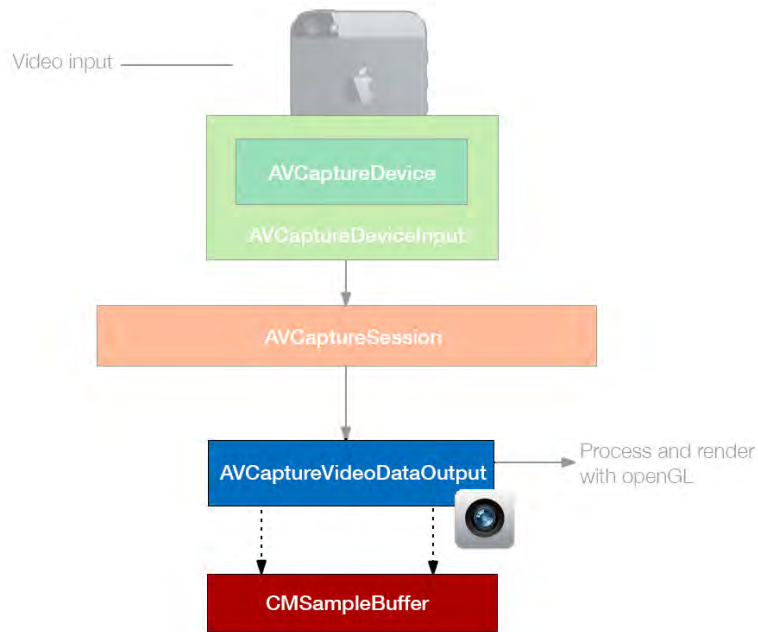 Video input
AVCaptureDevice
AVCaptureDeviceInput
AVCaptureSession
AVCaptureVideoDataOutput
Process and render
with openGL
CMSampleBuffer